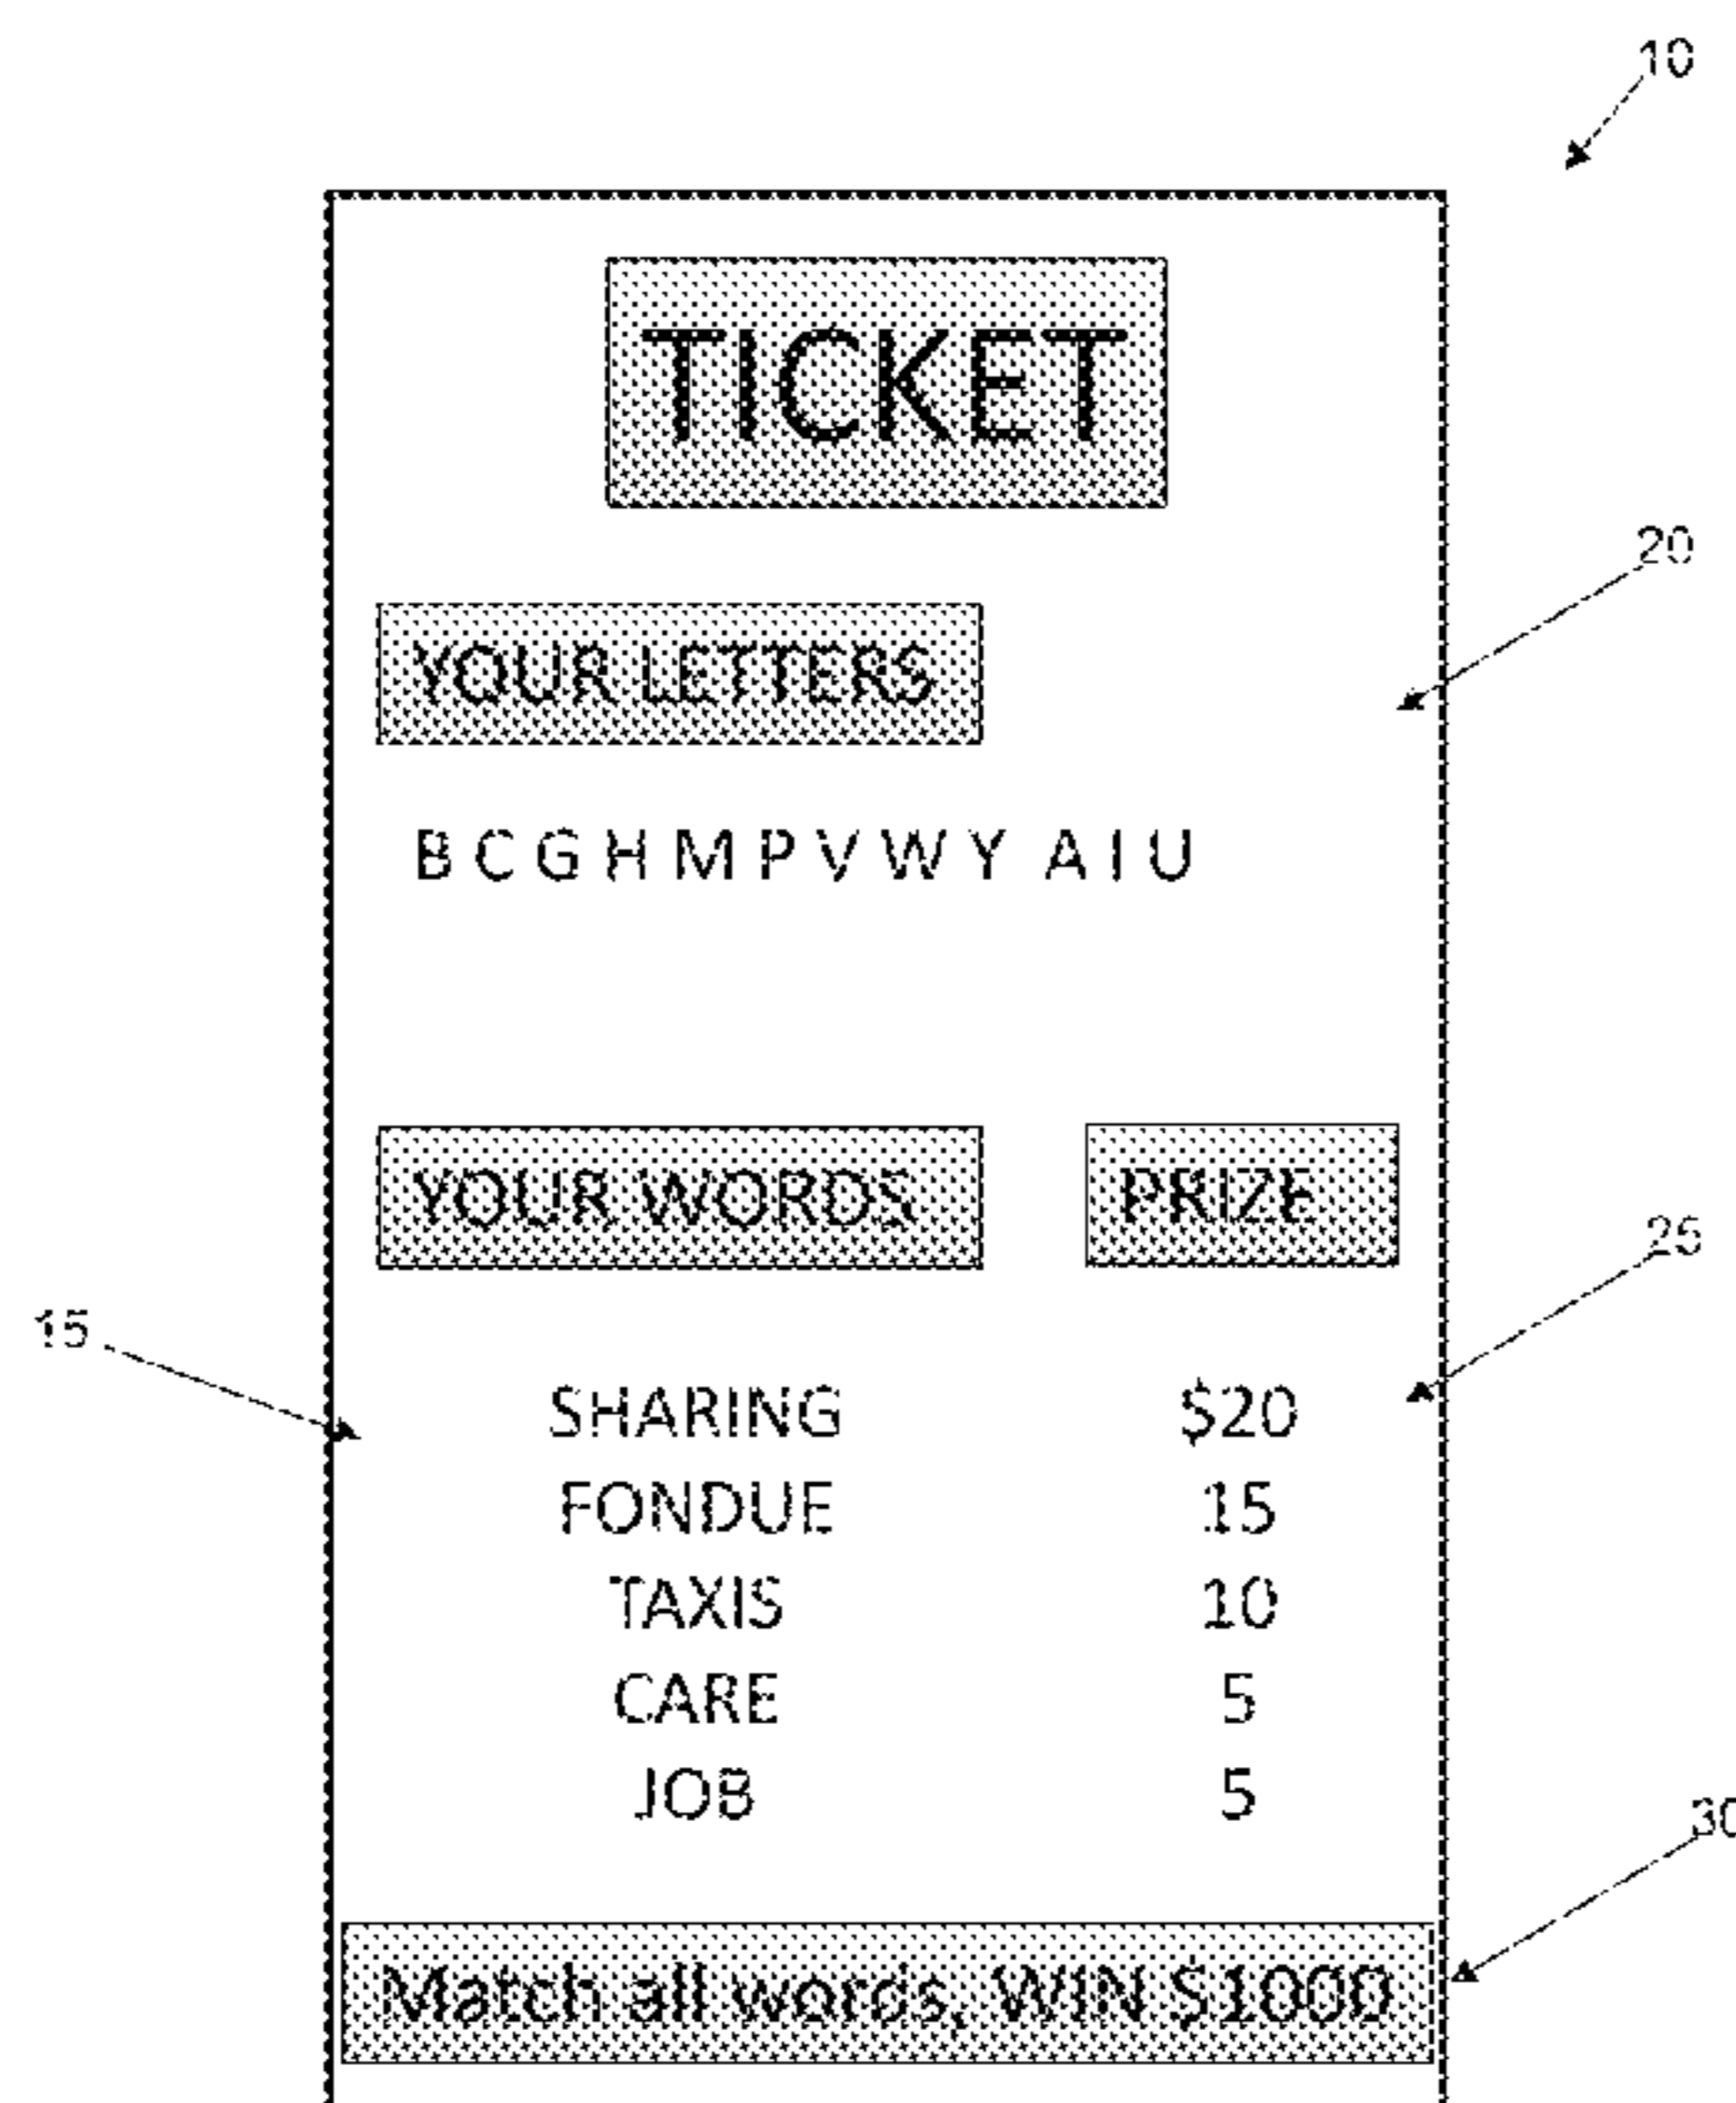 10
TICKET
20
YOUR LETTERS
B C G H M P V W Y A I U
YOUR WORDS PRIZE
25
15
SHARING $20
FONDUE 15
TAXIS 10
CARE 5
JOB 5
30
Match all words, WIN $1000